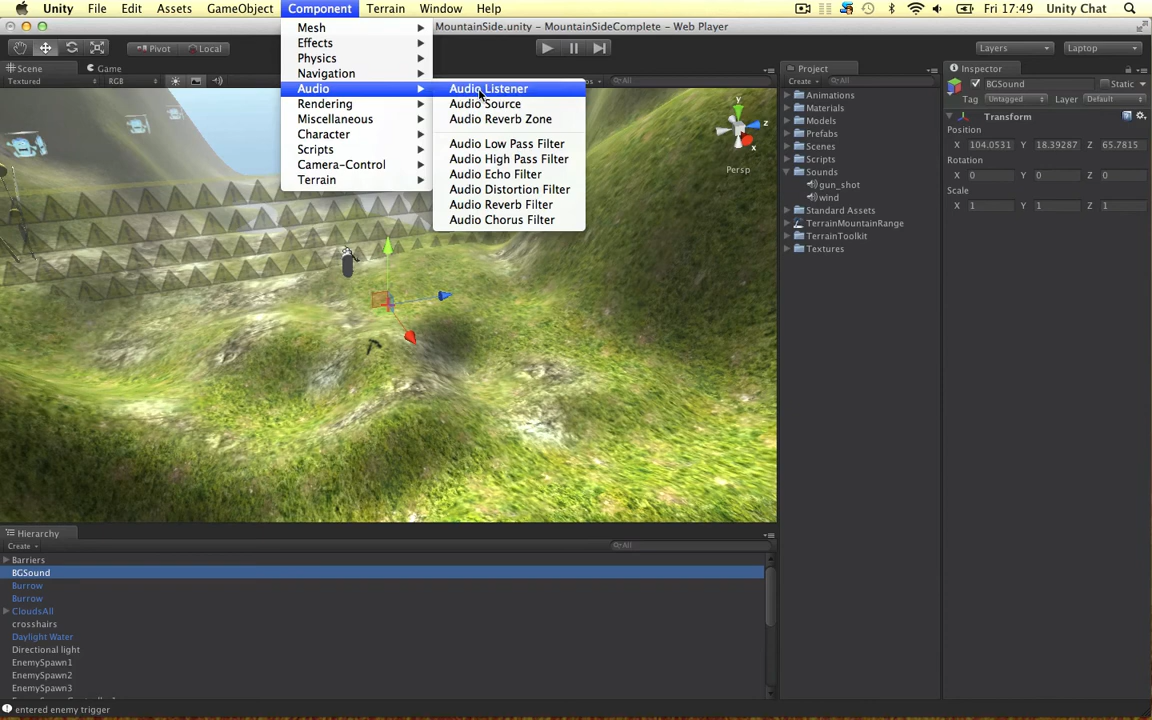 Unity File Edit Assets GameObject Component Terrain Window Help Fri 17:49 Unity Chat
MountainSide.unity – MountainSideComplete – Web Player
Pivot Local Layers Laptop
Scene Game
Textured RGB All
Mesh
Effects
Physics
Navigation
Audio
Rendering
Miscellaneous
Character
Scripts
Camera-Control
Terrain
Audio Listener
Audio Source
Audio Reverb Zone
Audio Low Pass Filter
Audio High Pass Filter
Audio Echo Filter
Audio Distortion Filter
Audio Reverb Filter
Audio Chorus Filter
y
z
x
Persp
Project
Create All
Animations
Materials
Models
Prefabs
Scenes
Scripts
Sounds
gun_shot
wind
Standard Assets
TerrainMountainRange
TerrainToolkit
Textures
Inspector
BGSound Static
Tag Untagged Layer Default
Transform
Position
X 104.0531 Y 18.39287 Z 65.7815
Rotation
X 0 Y 0 Z 0
Scale
X 1 Y 1 Z 1
Hierarchy
Create All
Barriers
BGSound
Burrow
Burrow
CloudsAll
crosshairs
Daylight Water
Directional light
EnemySpawn1
EnemySpawn2
EnemySpawn3
entered enemy trigger